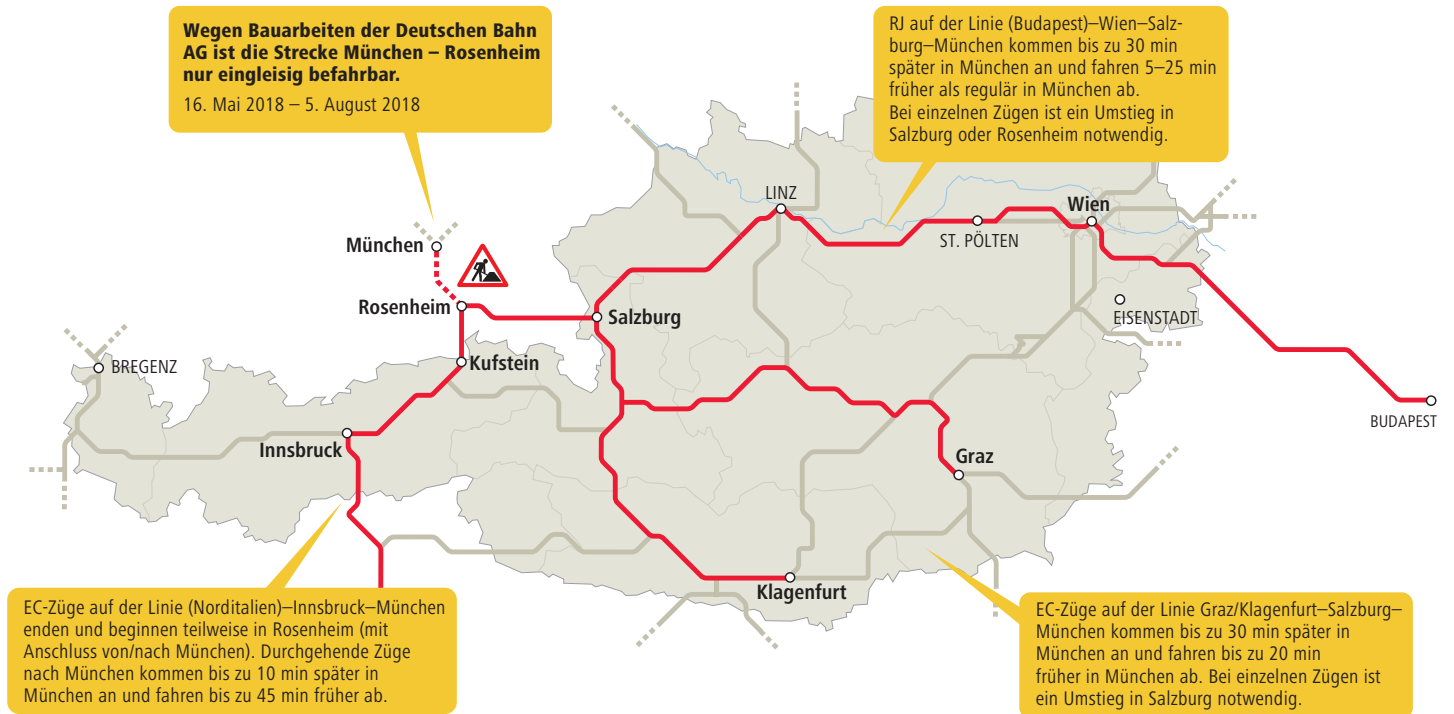 Wegen Bauarbeiten der Deutschen Bahn
AG ist die Strecke München – Rosenheim
nur eingleisig befahrbar.
16. Mai 2018 – 5. August 2018
RJ auf der Linie (Budapest)–Wien–Salz-
burg–München kommen bis zu 30 min
später in München an und fahren 5–25 min
früher als regulär in München ab.
Bei einzelnen Zügen ist ein Umstieg in
Salzburg oder Rosenheim notwendig.
LINZ
Wien
ST. PÖLTEN
München
Rosenheim
Salzburg
EISENSTADT
BREGENZ
Kufstein
BUDAPEST
Innsbruck
Graz
Klagenfurt
EC-Züge auf der Linie (Norditalien)–Innsbruck–München
enden und beginnen teilweise in Rosenheim (mit
Anschluss von/nach München). Durchgehende Züge
nach München kommen bis zu 10 min später in
München an und fahren bis zu 45 min früher ab.
EC-Züge auf der Linie Graz/Klagenfurt–Salzburg–
München kommen bis zu 30 min später in
München an und fahren bis zu 20 min
früher in München ab. Bei einzelnen Zügen ist
ein Umstieg in Salzburg notwendig.